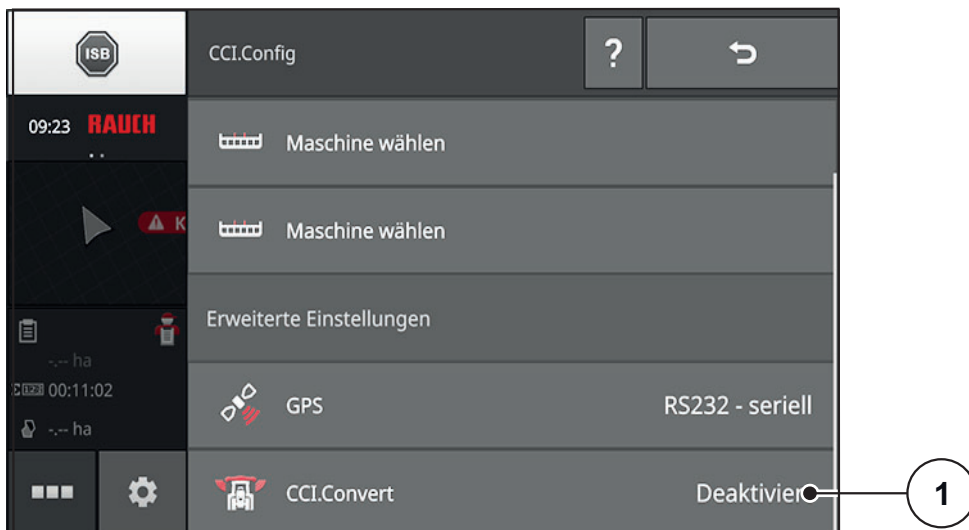 ISB
CCI.Config
?
09:23 RAUCH
Maschine wählen
K
Maschine wählen
Erweiterte Einstellungen
-.-- ha
Σ 123 00:11:02
-.-- ha
GPS
RS232 - seriell
CCI.Convert
Deaktivier
1